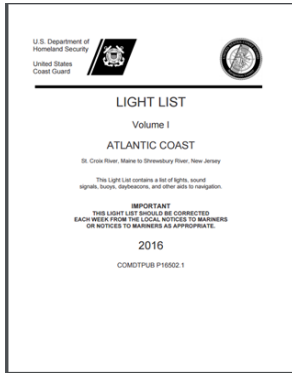 U.S. Department of
Homeland Security
United States
Coast Guard
LIGHT LIST
Volume I
ATLANTIC COAST
St. Croix River, Maine to Shrewsbury River, New Jersey
This Light List contains a list of lights, sound
signals, buoys, daybeacons, and other aids to navigation.
IMPORTANT
THIS LIGHT LIST SHOULD BE CORRECTED
EACH WEEK FROM THE LOCAL NOTICES TO MARINERS
OR NOTICES TO MARINERS AS APPROPRIATE.
2016
COMDTPUB P16502.1